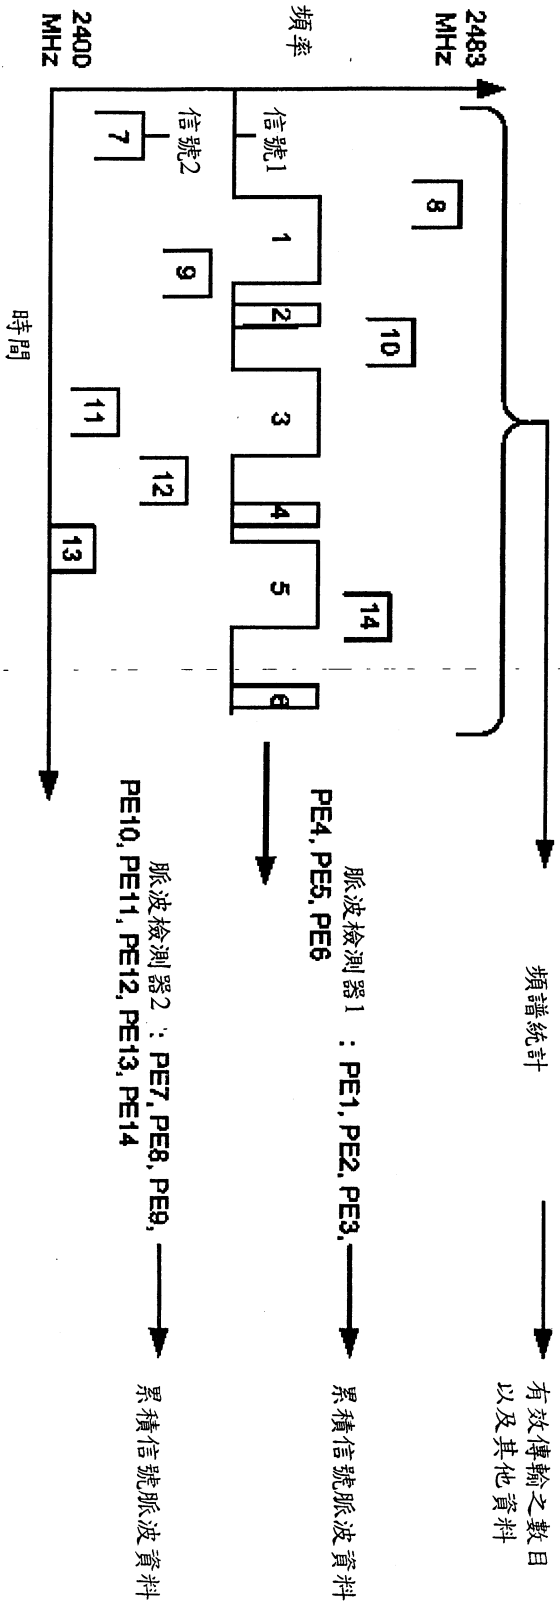 2483
MHz
頻率
2400
MHz
信號1
信號2
7
8
1
9
2
10
3
11
12
4
13
5
14
6
時間
頻譜統計
有效傳輸之數目
以及其他資料
脈波檢測器1 : PE1, PE2, PE3,
PE4, PE5, PE6
累積信號脈波資料
脈波檢測器2 : PE7, PE8, PE9,
PE10, PE11, PE12, PE13, PE14
累積信號脈波資料